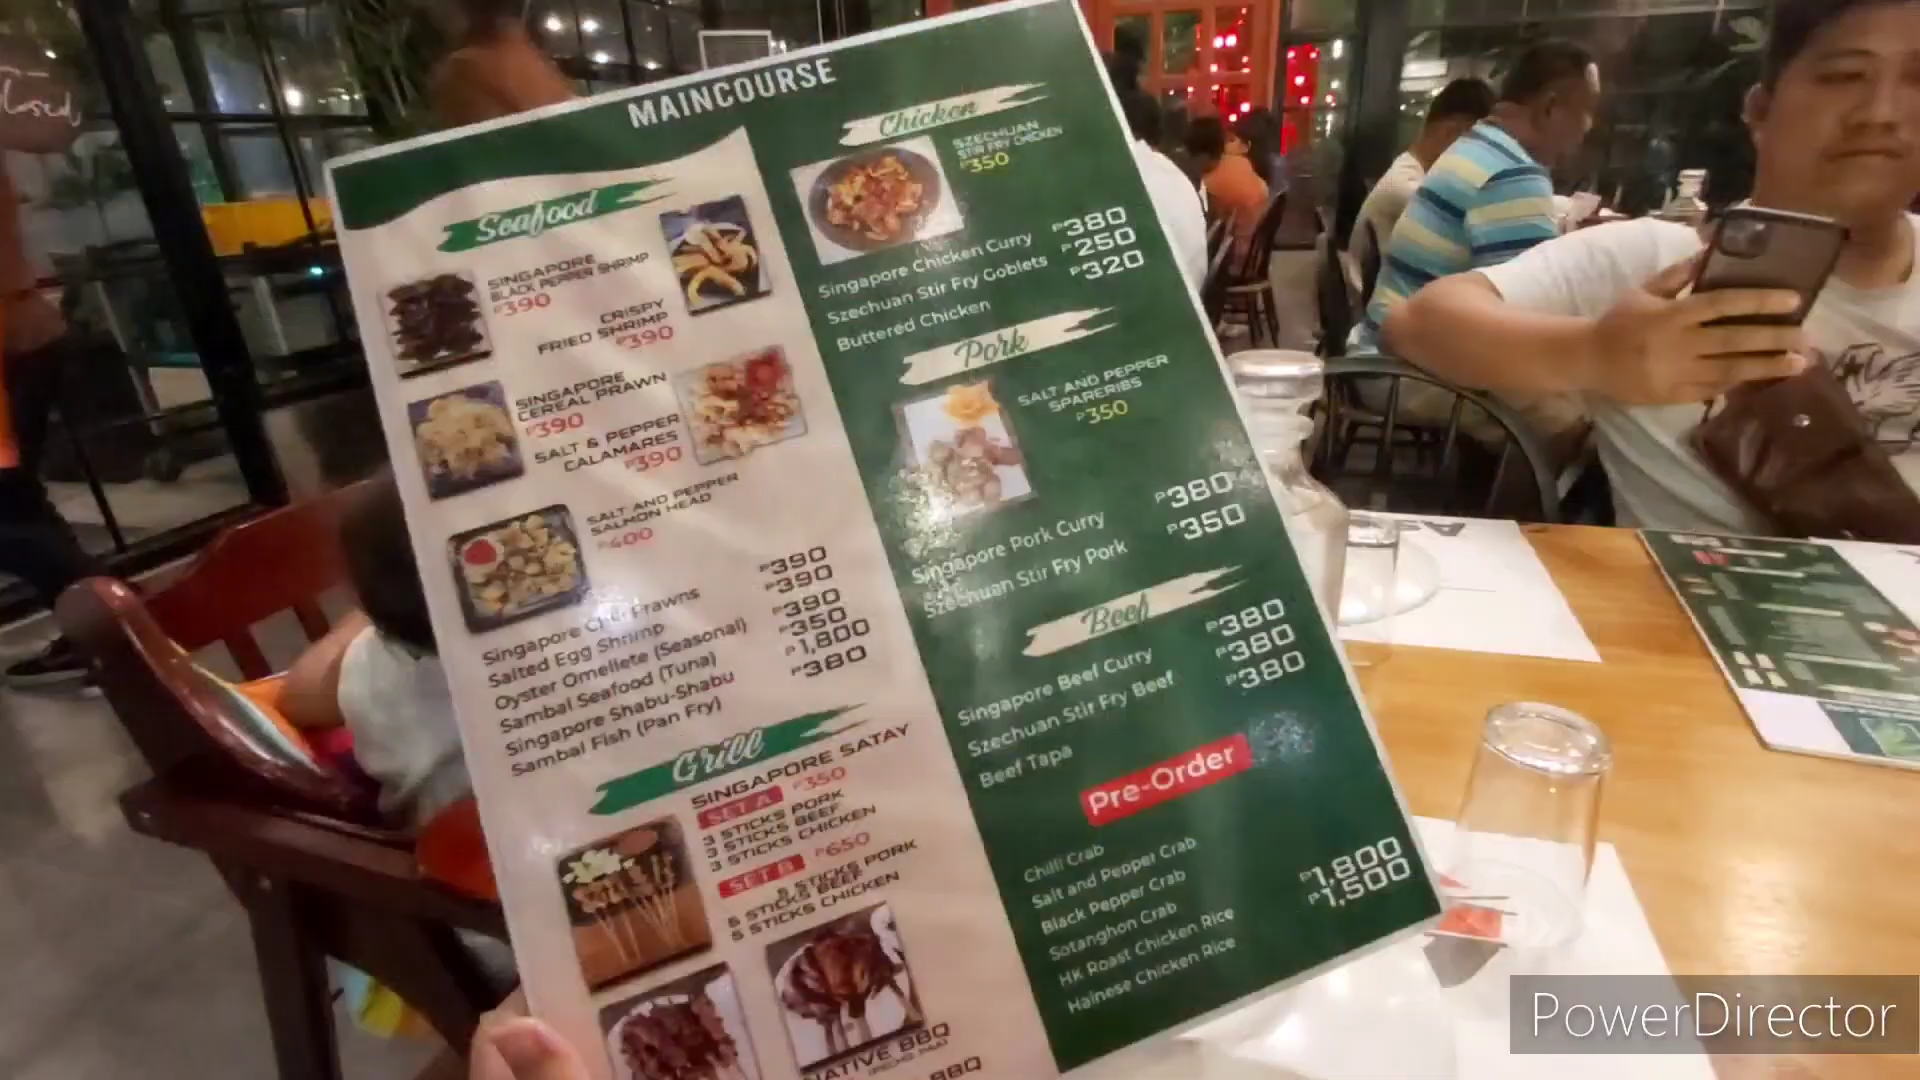 MAINCOURSE
Seafood
SINGAPORE
BLACK PEPPER SHRIMP
₱390
CRISPY
FRIED SHRIMP
₱390
SINGAPORE
CEREAL PRAWN
₱390
SALT & PEPPER
CALAMARES
₱390
SALT AND PEPPER
SALMON HEAD
₱400
Singapore Prawns
Salted Egg Shrimp
Oyster Omellete (Seasonal)
Sambal Seafood (Tuna)
Singapore Shabu-Shabu
Sambal Fish (Pan Fry)
₱390
₱390
₱390
₱350
₱1,800
₱380
Grill
SINGAPORE SATAY
SET A ₱350
3 STICKS PORK
3 STICKS BEEF
3 STICKS CHICKEN
SET B ₱650
STICKS PORK
STICKS BEEF
STICKS CHICKEN
NATIVE BBQ
BBQ
Chicken
SZECHUAN
STIR FRY CHICKEN
₱350
Singapore Chicken Curry ₱380
Szechuan Stir Fry Goblets ₱250
Buttered Chicken ₱320
Pork
SALT AND PEPPER
SPARERIBS
₱350
Singapore Pork Curry ₱380
Szechuan Stir Fry Pork ₱350
Beef
Singapore Beef Curry ₱380
Szechuan Stir Fry Beef ₱380
Beef Tapa ₱380
Pre-Order
Chilli Crab
Salt and Pepper Crab
Black Pepper Crab
Sotanghon Crab
HK Roast Chicken Rice ₱1,800
Hainese Chicken Rice ₱1,500
PowerDirector